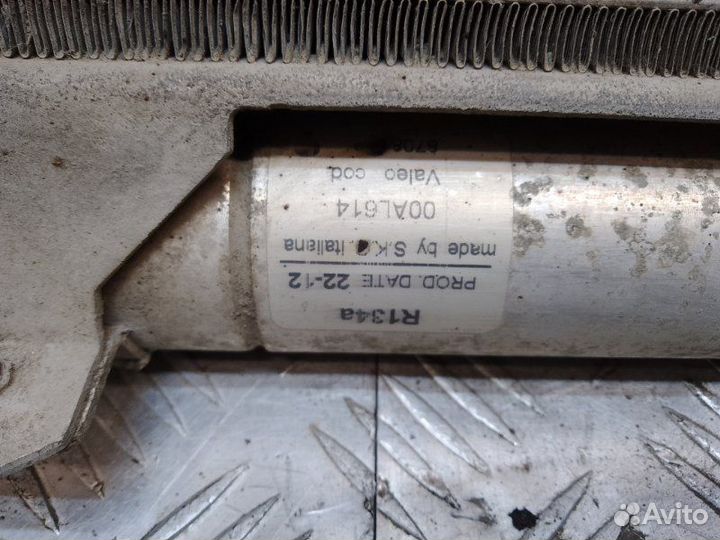 R134a
PROD. DATE 22-12
made by S.K. italiana
00AL614
Valeo cod.
Avito